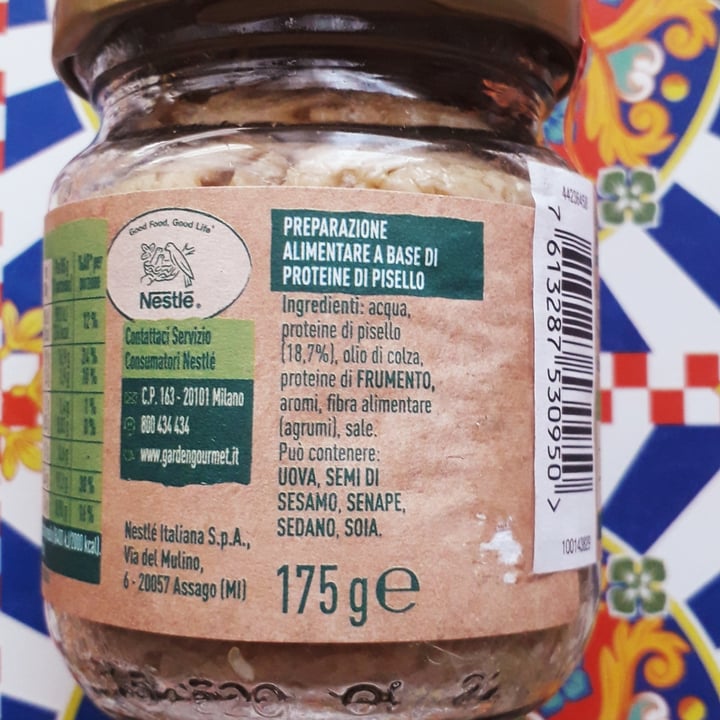 Good Food, Good Life
Nestlé®
Contattaci Servizio
Consumatori Nestlé
C.P. 163 - 20101 Milano
800 434 434
www.gardengourmet.it
Nestlé Italiana S.p.A.,
Via del Mulino,
6 - 20057 Assago (MI)
PREPARAZIONE
ALIMENTARE A BASE DI
PROTEINE DI PISELLO
Ingredienti: acqua,
proteine di pisello
(18,7%), olio di colza,
proteine di FRUMENTO,
aromi, fibra alimentare
(agrumi), sale.
Può contenere:
UOVA, SEMI DI
SESAMO, SENAPE,
SEDANO, SOIA.
175 g ℮
7 613287 530950 >